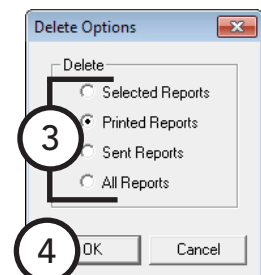 Delete Options
Delete
Selected Reports
Printed Reports
Sent Reports
All Reports
3
4
OK
Cancel